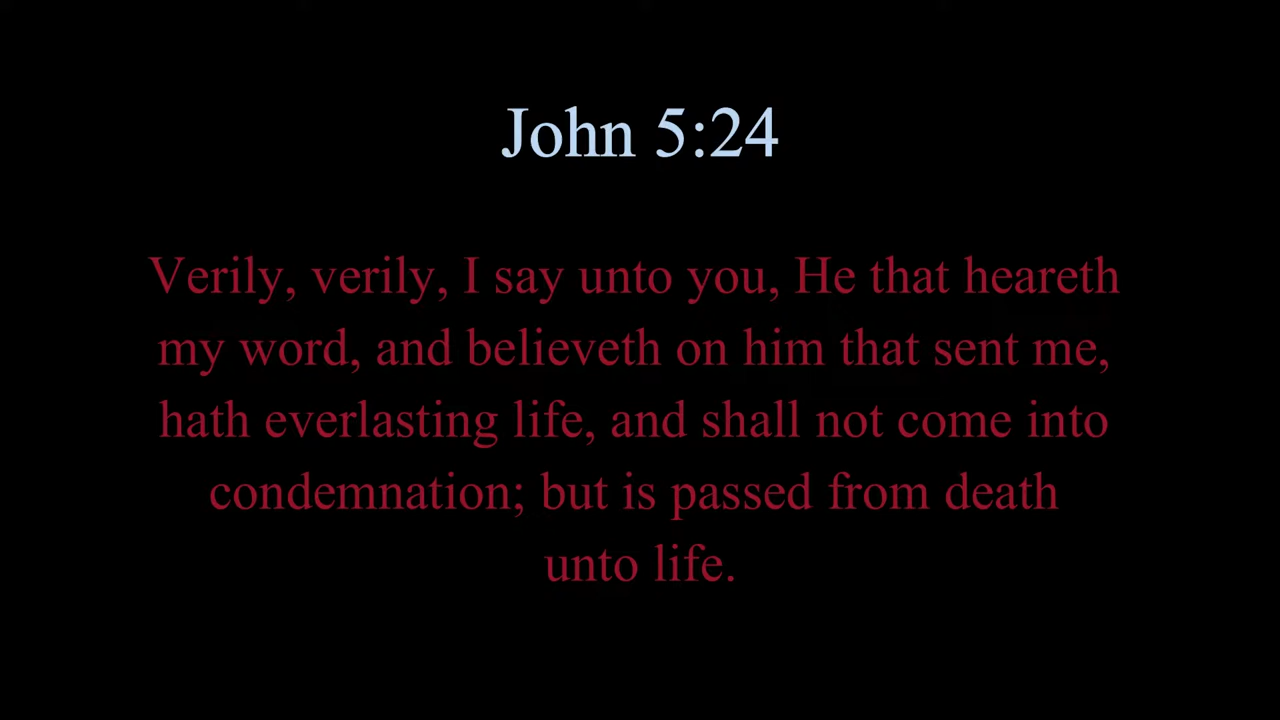 John 5:24
Verily, verily, I say unto you, He that heareth
my word, and believeth on him that sent me,
hath everlasting life, and shall not come into
condemnation; but is passed from death
unto life.